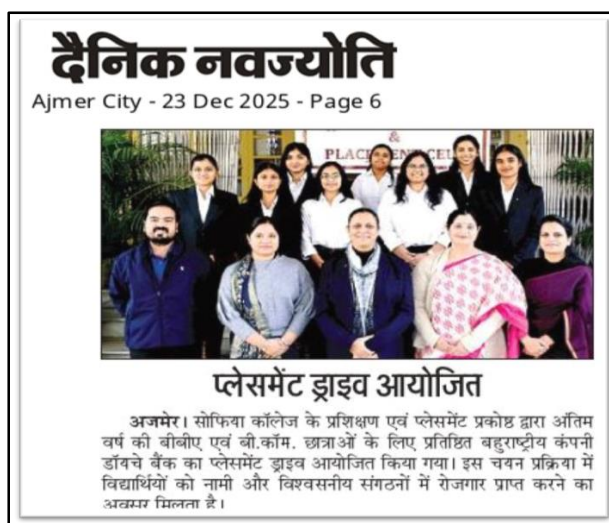 दैनिक नवज्योति
Ajmer City - 23 Dec 2025 - Page 6
&
PLACEMENT CELL
प्लेसमेंट ड्राइव आयोजित
अजमेर। सोफिया कॉलेज के प्रशिक्षण एवं प्लेसमेंट प्रकोष्ठ द्वारा अंतिम
वर्ष की बीबीए एवं बी.कॉम. छात्राओं के लिए प्रतिष्ठित बहुराष्ट्रीय कंपनी
डॉयचे बैंक का प्लेसमेंट ड्राइव आयोजित किया गया। इस चयन प्रक्रिया में
विद्यार्थियों को नामी और विश्वसनीय संगठनों में रोजगार प्राप्त करने का
अवसर मिलता है।